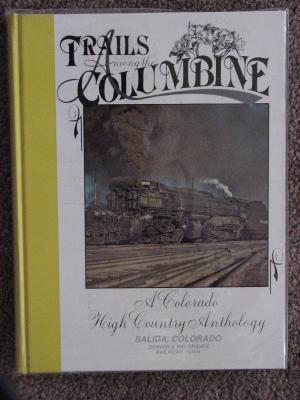 TRAILS
Among the
COLUMBINE
A Colorado
High Country Anthology
SALIDA, COLORADO
DENVER & RIO GRANDE
RAILROAD TOWN